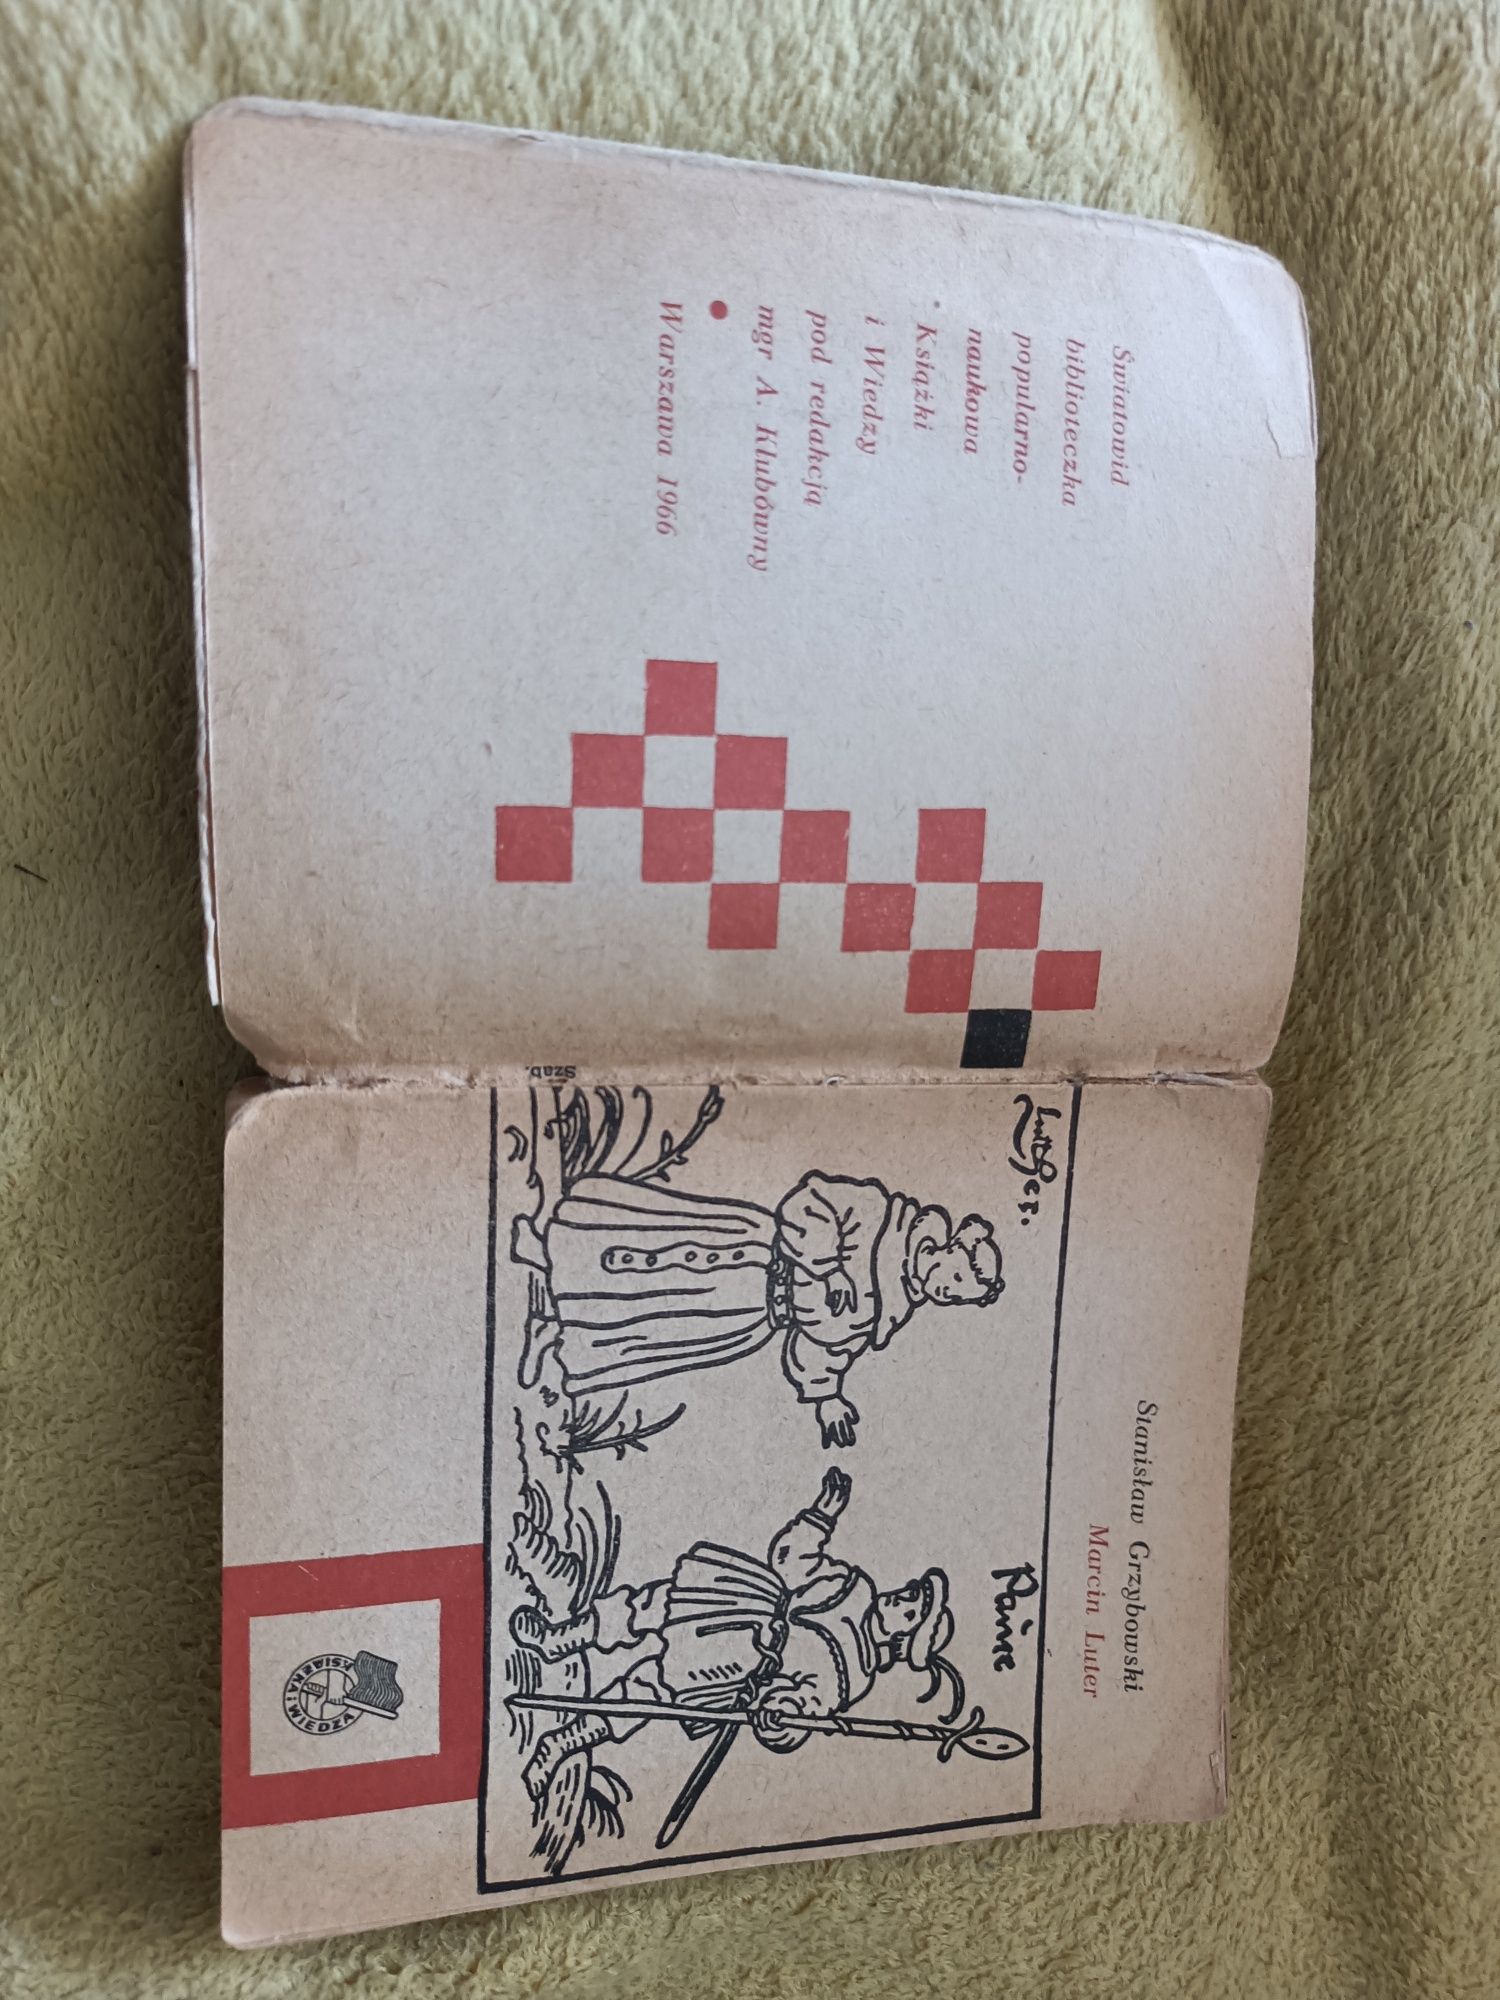 Światowid
biblioteczka
popularno-
naukowa
Książki
i Wiedzy
pod redakcją
mgr A. Klubówny
Warszawa 1966
Szab.
Stanisław Grzybowski
Marcin Luter
Luther.
KSIĄŻKA I WIEDZA